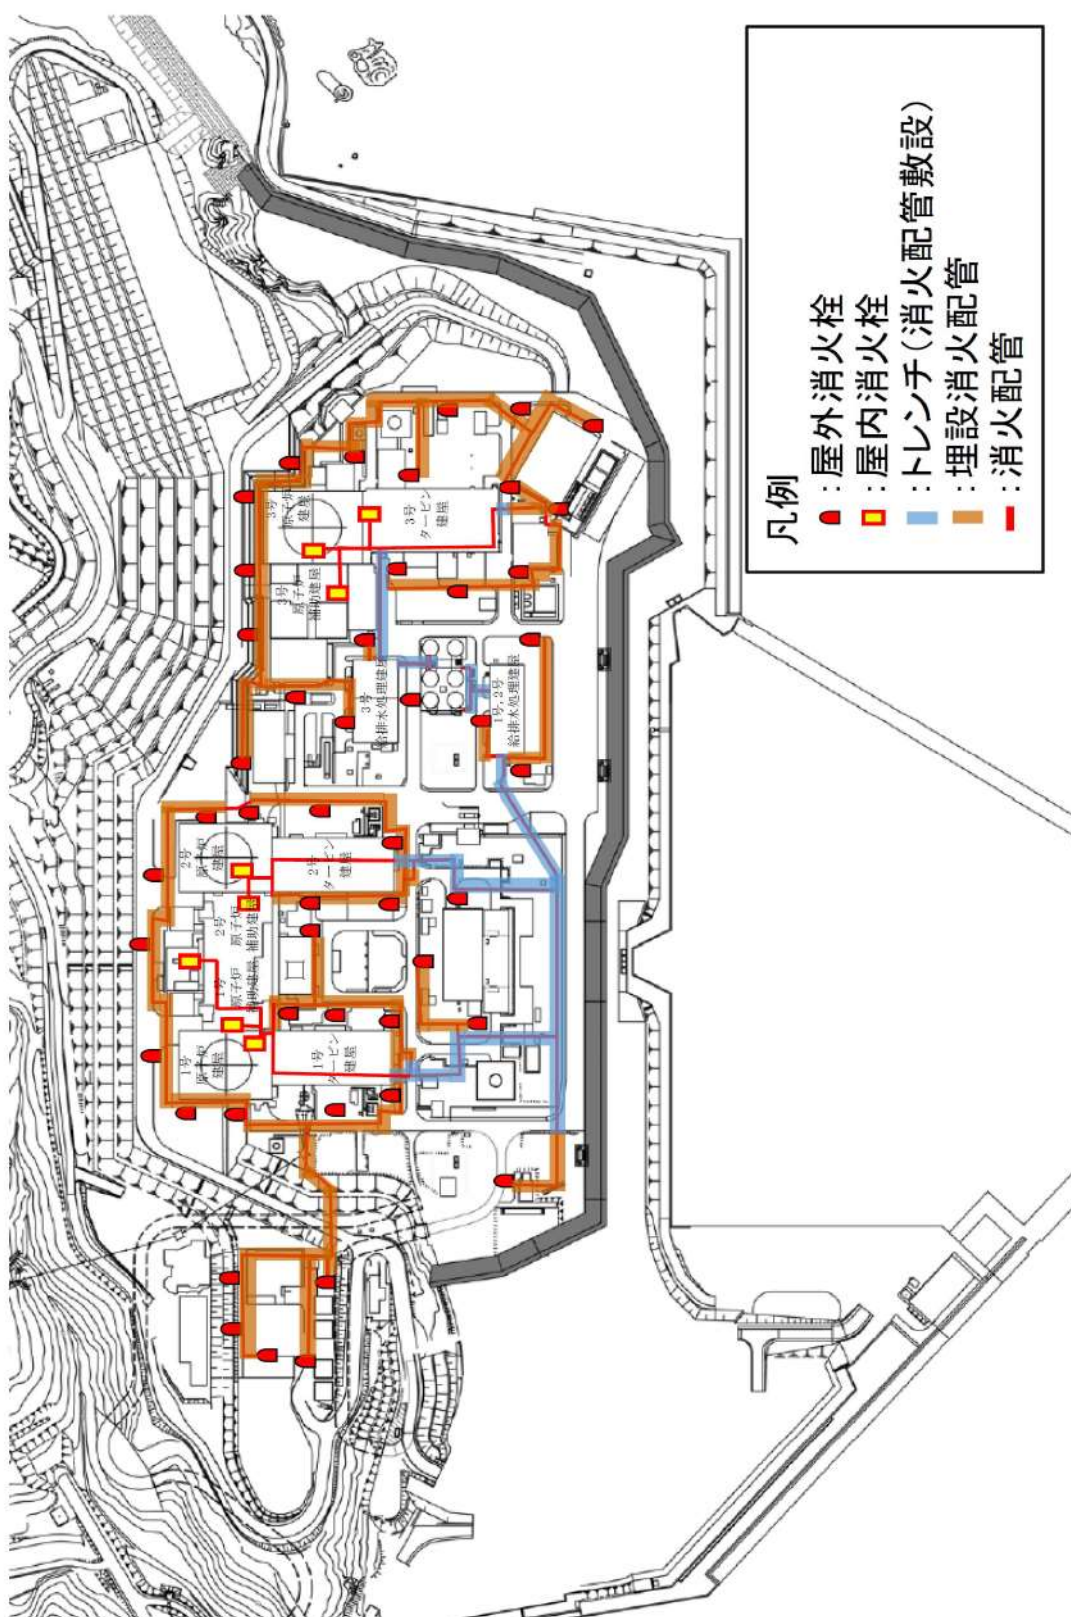 凡例
:屋外消火栓
:屋内消火栓
:トレンチ(消火配管敷設)
:埋設消火配管
:消火配管
1号
原子炉
建屋
1号
原子炉
補助建屋
2号
原子炉
補助建屋
2号
原子炉
建屋
1号
タービン
建屋
2号
タービン
建屋
3号
原子炉
建屋
3号
原子炉
補助建屋
3号
タービン
建屋
3号
給排水処理建屋
1号,2号
給排水処理建屋